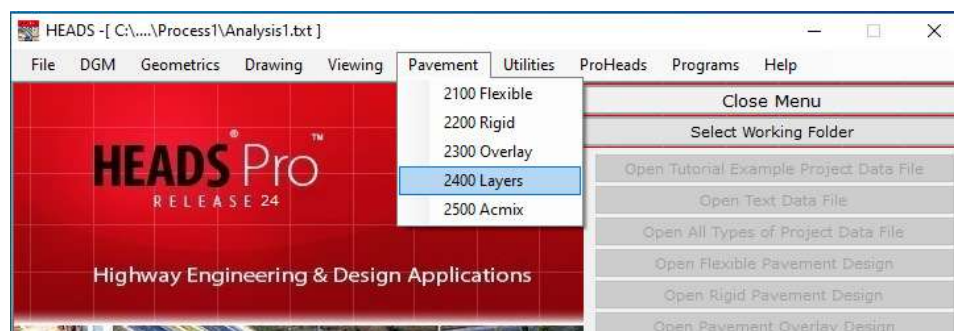 HEADS -[ C:\....\Process1\Analysis1.txt ]
File DGM Geometrics Drawing Viewing Pavement Utilities ProHeads Programs Help
2100 Flexible
2200 Rigid
2300 Overlay
2400 Layers
2500 Acmix
HEADS® Pro™
RELEASE 24
Highway Engineering & Design Applications
Close Menu
Select Working Folder
Open Tutorial Example Project Data File
Open Text Data File
Open All Types of Project Data File
Open Flexible Pavement Design
Open Rigid Pavement Design
Open Pavement Overlay Design